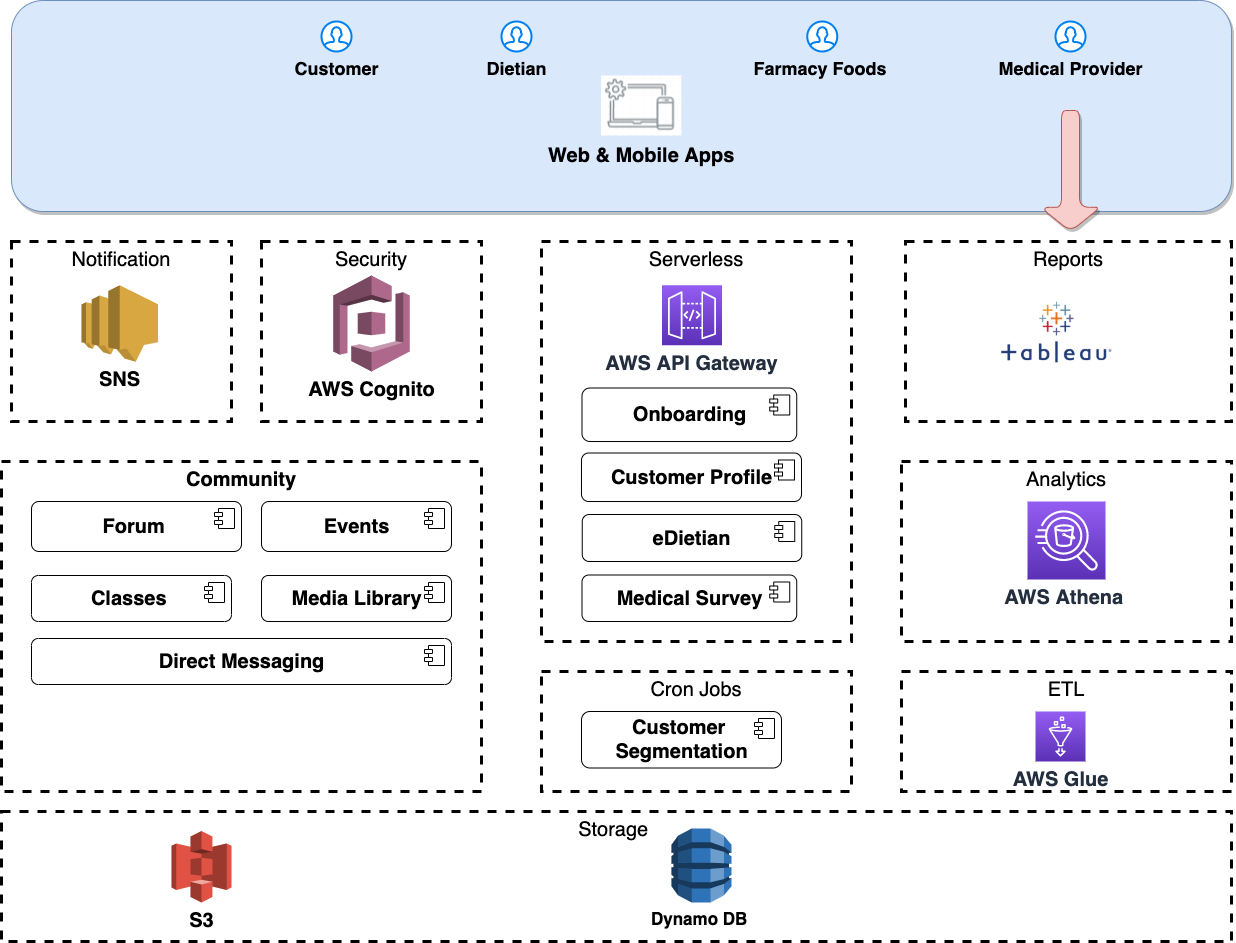 Customer
Dietian
Farmacy Foods
Medical Provider
Web & Mobile Apps
Notification
SNS
Security
AWS Cognito
Serverless
AWS API Gateway
Onboarding
Customer Profile
eDietian
Medical Survey
Reports
+ableau
Community
Forum
Events
Classes
Media Library
Direct Messaging
Analytics
AWS Athena
Cron Jobs
Customer
Segmentation
ETL
AWS Glue
Storage
S3
Dynamo DB